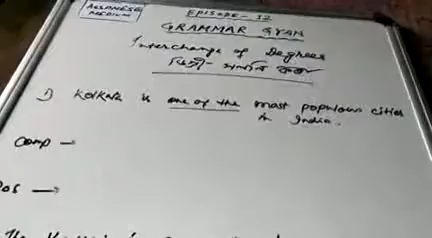 ASSAMESE
MEDIUM
EPISODE - 12
GRAMMAR GYAN
Interchange of Degrees
1) Kolkata is one of the most populous cities
in India.
Comp →
Pos →